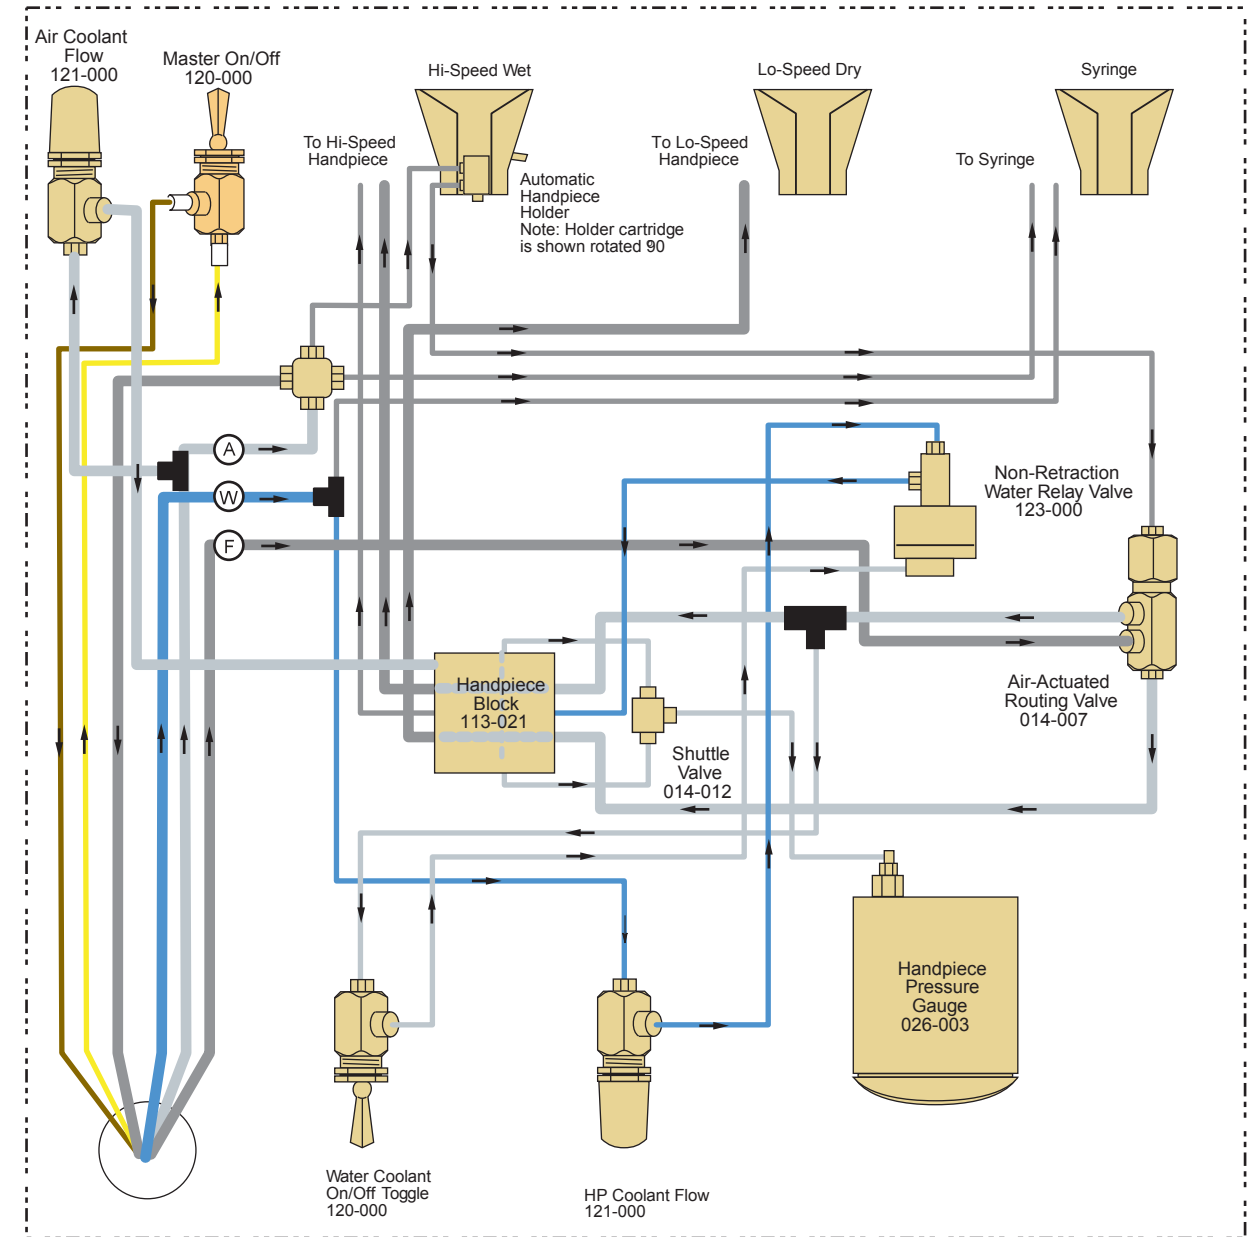 Air Coolant
Flow
121-000
Master On/Off
120-000
Hi-Speed Wet
Lo-Speed Dry
Syringe
To Hi-Speed
Handpiece
To Lo-Speed
Handpiece
To Syringe
Automatic
Handpiece
Holder
Note: Holder cartridge
is shown rotated 90
A
W
F
Non-Retraction
Water Relay Valve
123-000
Handpiece
Block
113-021
Air-Actuated
Routing Valve
014-007
Shuttle
Valve
014-012
Handpiece
Pressure
Gauge
026-003
Water Coolant
On/Off Toggle
120-000
HP Coolant Flow
121-000